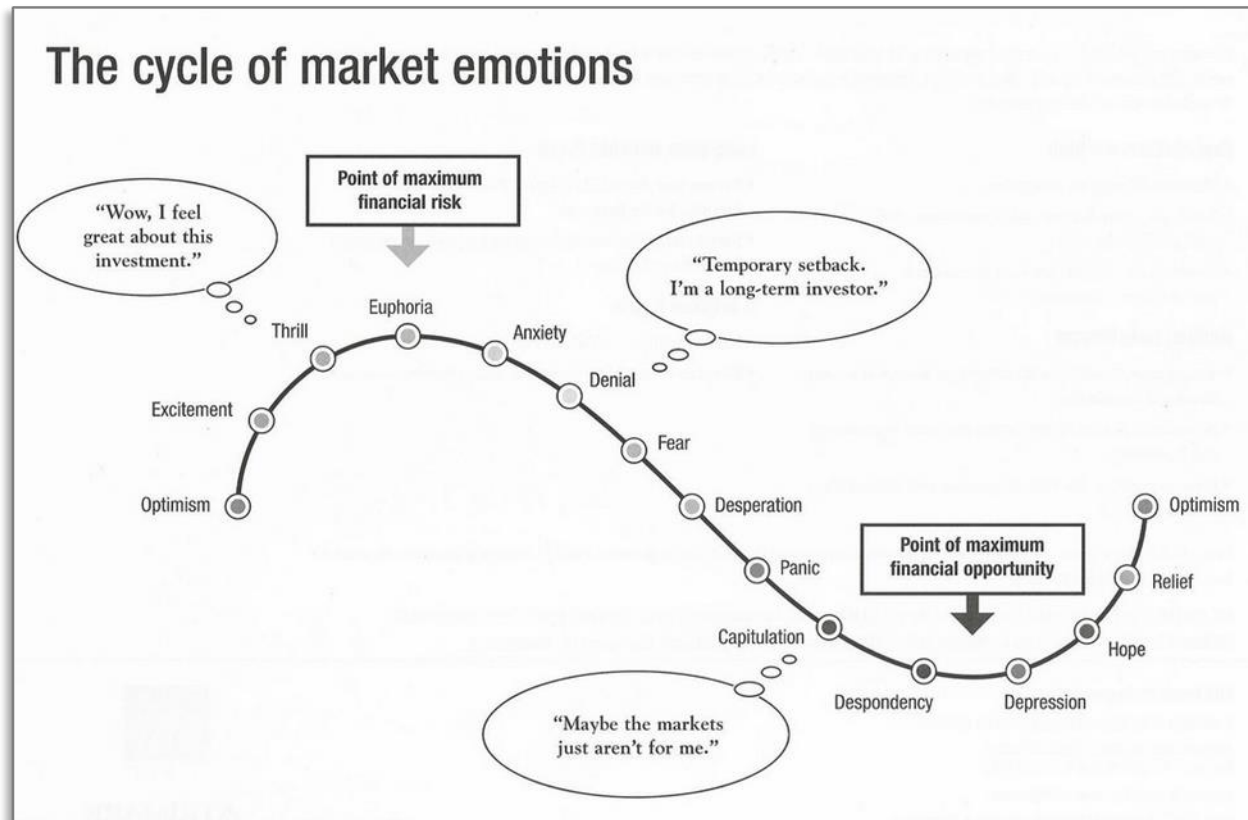 The cycle of market emotions
Point of maximum
financial risk
“Wow, I feel
great about this
investment.”
“Temporary setback.
I’m a long-term investor.”
Euphoria
Thrill
Anxiety
Denial
Excitement
Fear
Optimism
Desperation
Optimism
Point of maximum
financial opportunity
Panic
Relief
Capitulation
Hope
Despondency
Depression
“Maybe the markets
just aren’t for me.”